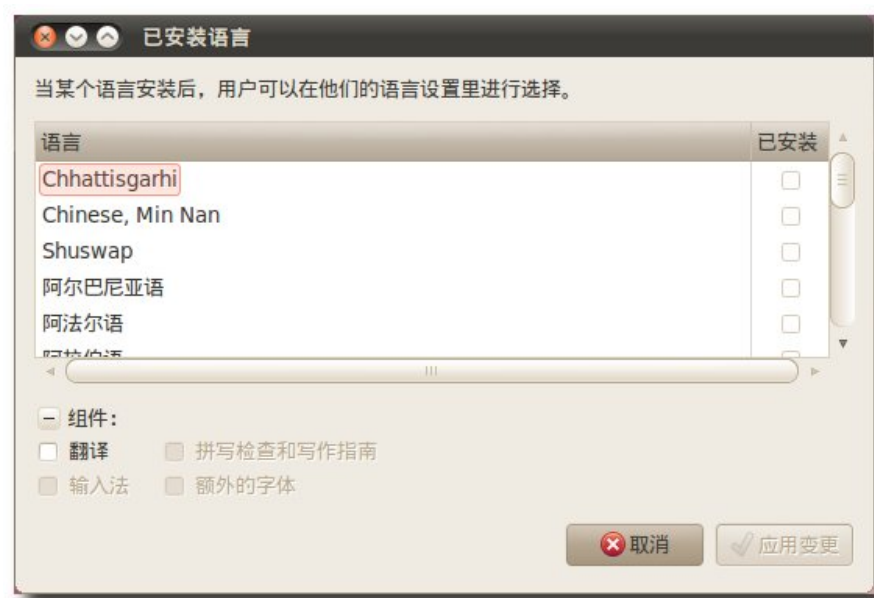 已安装语言
当某个语言安装后，用户可以在他们的语言设置里进行选择。
语言 已安装
Chhattisgarhi
Chinese, Min Nan
Shuswap
阿尔巴尼亚语
阿法尔语
阿拉伯语
组件：
翻译 拼写检查和写作指南
输入法 额外的字体
取消 应用变更